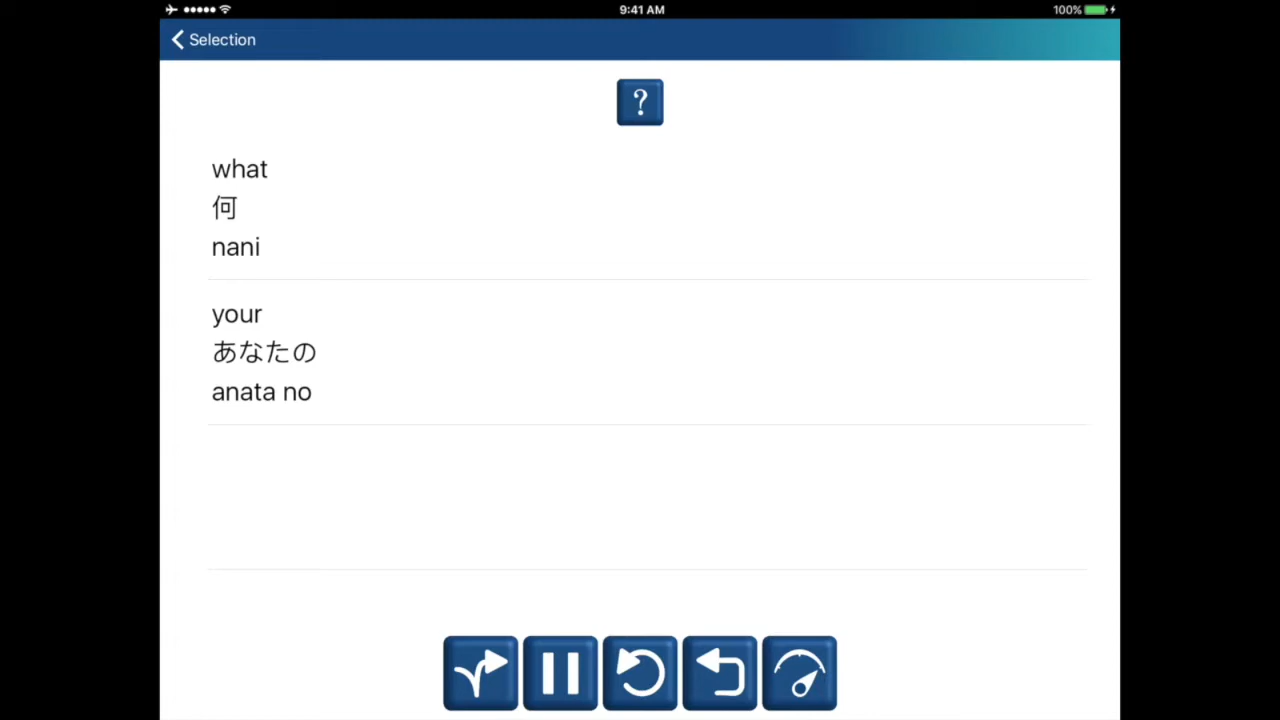 9:41 AM
100%
Selection
?
what
何
nani
your
あなたの
anata no